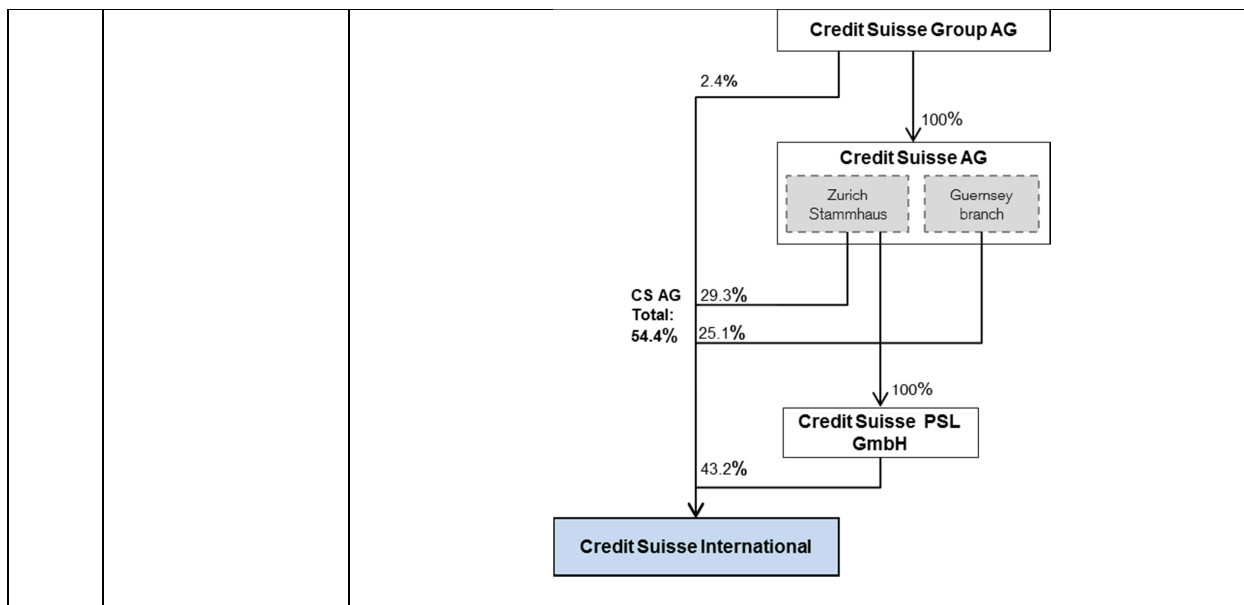 Credit Suisse Group AG
2.4%
100%
Credit Suisse AG
Zurich
Stammhaus
Guernsey
branch
CS AG
Total:
54.4%
29.3%
25.1%
100%
Credit Suisse PSL
GmbH
43.2%
Credit Suisse International